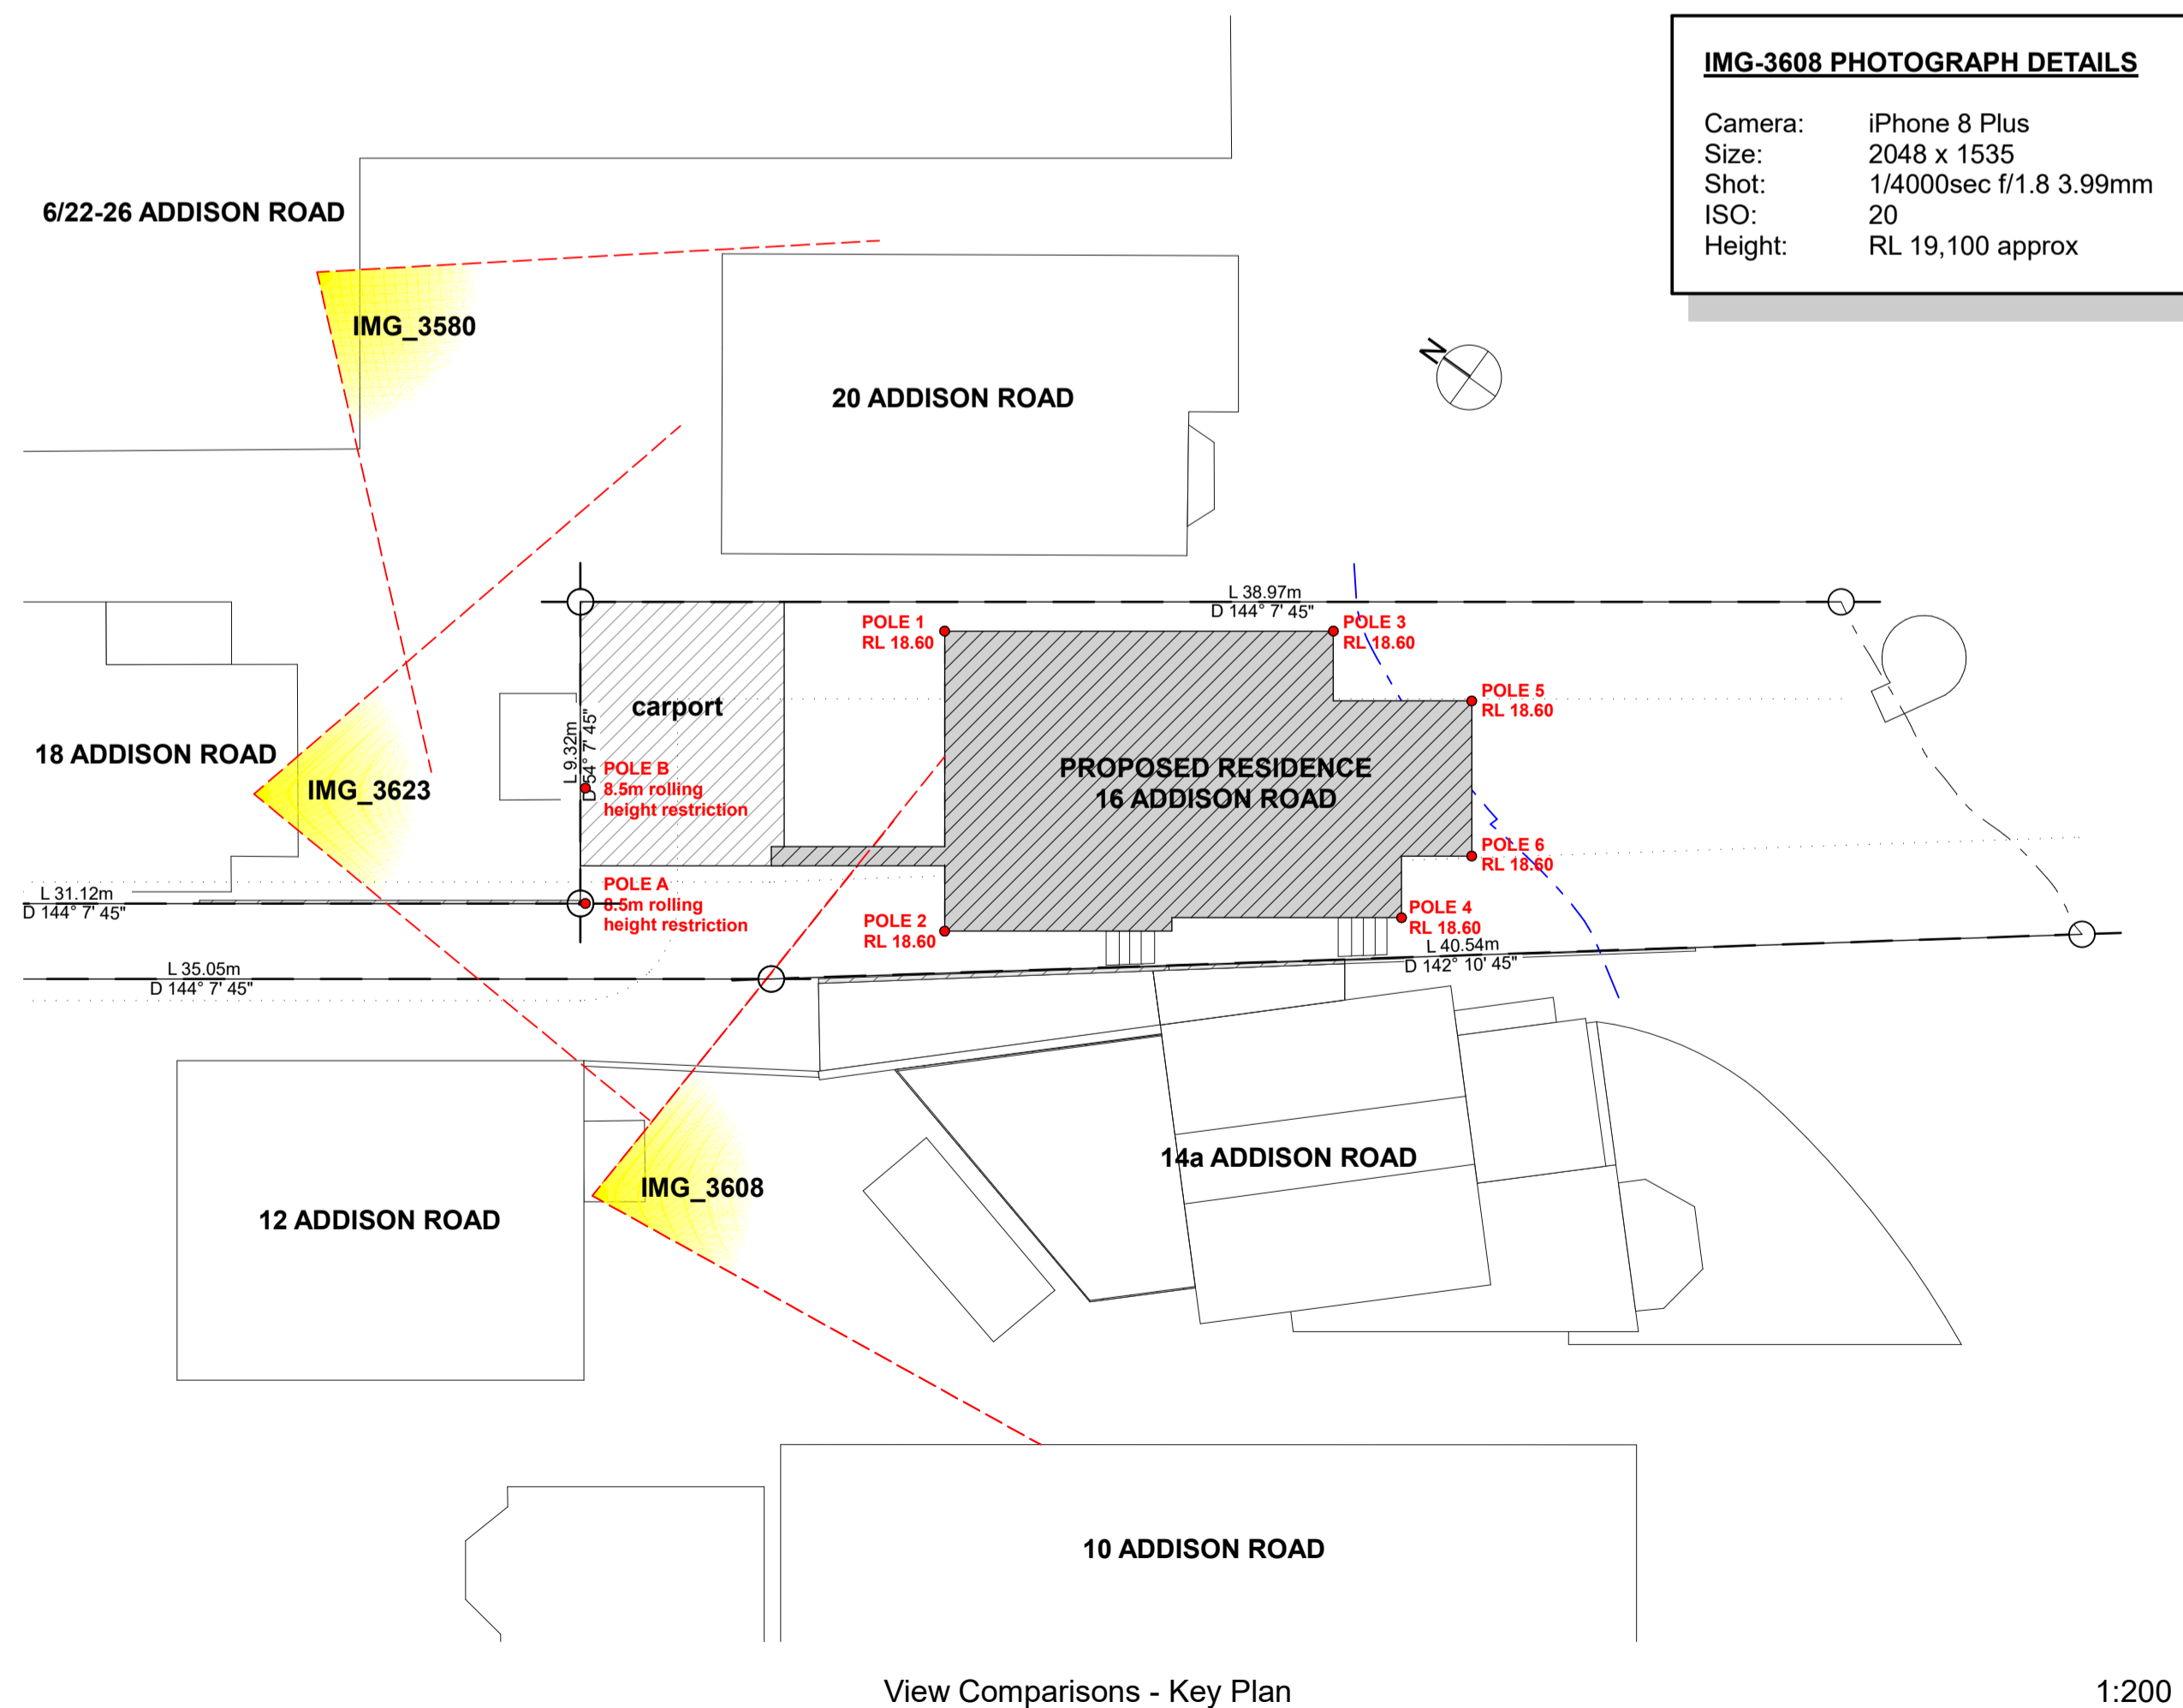 IMG-3608 PHOTOGRAPH DETAILS
Camera: iPhone 8 Plus
Size: 2048 x 1535
Shot: 1/4000sec f/1.8 3.99mm
ISO: 20
Height: RL 19,100 approx
6/22-26 ADDISON ROAD
IMG_3580
N
20 ADDISON ROAD
L 38.97m
D 144° 7' 45"
POLE 1
RL 18.60
POLE 3
RL 18.60
POLE 5
RL 18.60
carport
L 9.32m
D 54° 7' 45"
18 ADDISON ROAD
IMG_3623
POLE B
8.5m rolling
height restriction
PROPOSED RESIDENCE
16 ADDISON ROAD
POLE 6
RL 18.60
L 31.12m
D 144° 7' 45"
POLE A
8.5m rolling
height restriction
POLE 2
RL 18.60
POLE 4
RL 18.60
L 40.54m
D 142° 10' 45"
L 35.05m
D 144° 7' 45"
14a ADDISON ROAD
IMG_3608
12 ADDISON ROAD
10 ADDISON ROAD
View Comparisons - Key Plan
1:200